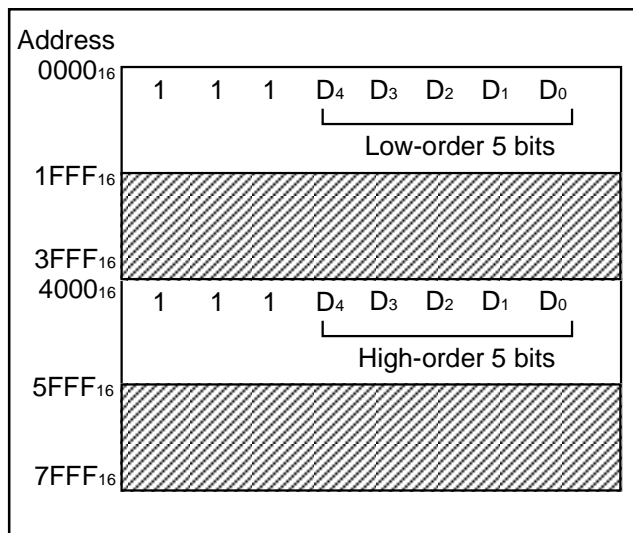 Address
0000₁₆
1 1 1 D₄ D₃ D₂ D₁ D₀
Low-order 5 bits
1FFF₁₆
3FFF₁₆
4000₁₆
1 1 1 D₄ D₃ D₂ D₁ D₀
High-order 5 bits
5FFF₁₆
7FFF₁₆